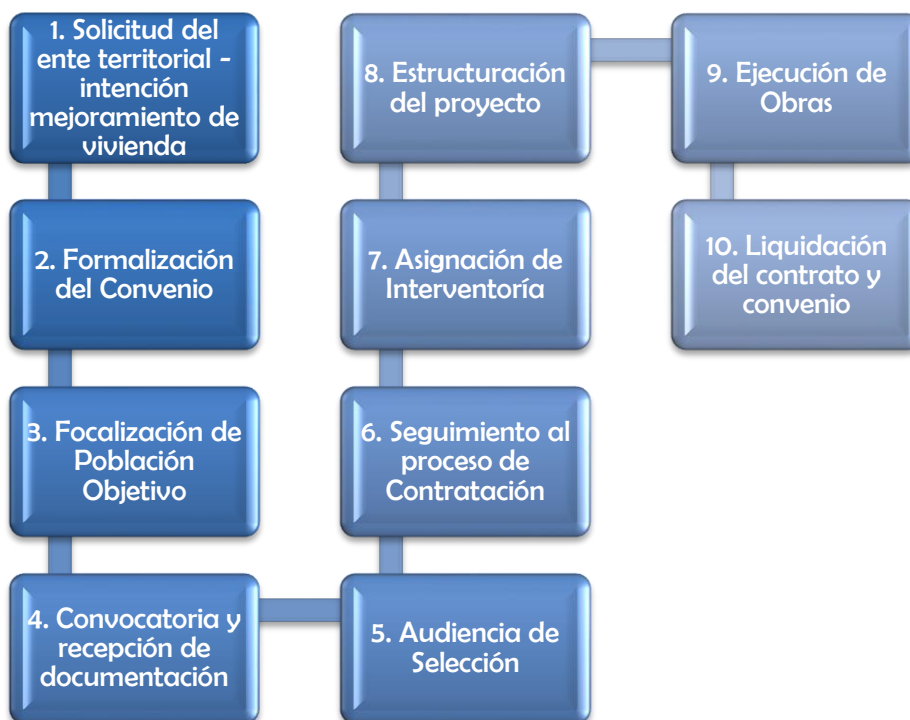 1. Solicitud del
ente territorial -
intención
mejoramiento de
vivienda
2. Formalización
del Convenio
3. Focalización de
Población
Objetivo
4. Convocatoria y
recepción de
documentación
5. Audiencia de
Selección
6. Seguimiento al
proceso de
Contratación
7. Asignación de
Interventoría
8. Estructuración
del proyecto
9. Ejecución de
Obras
10. Liquidación
del contrato y
convenio